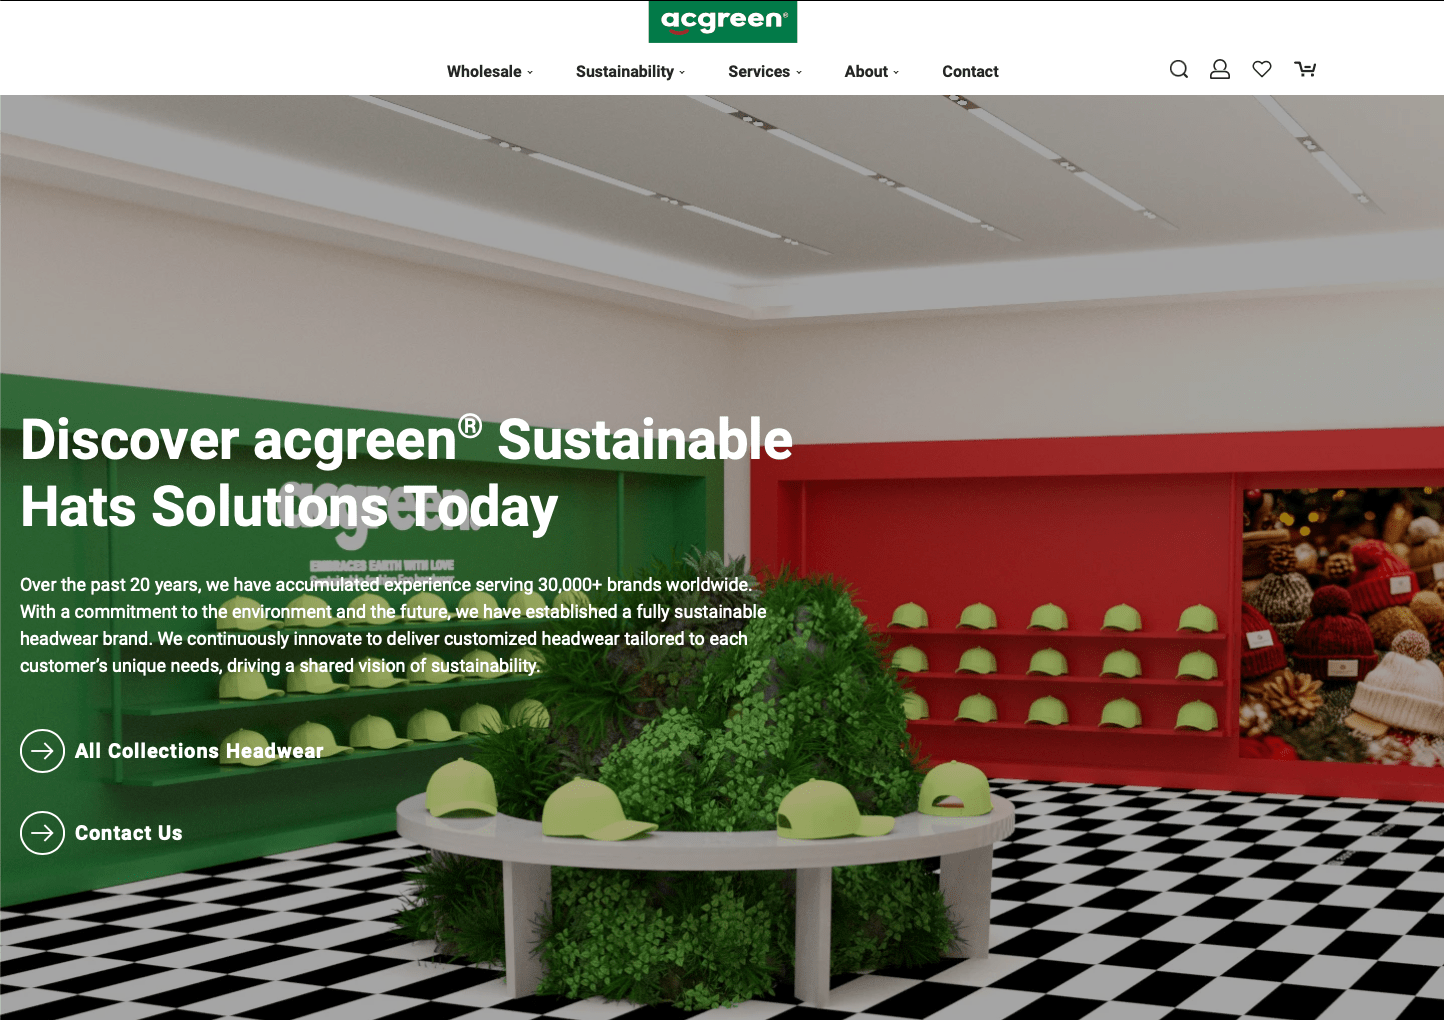 acgreen®
Wholesale
Sustainability
Services
About
Contact
Discover acgreen® Sustainable
Hats Solutions Today
acgreen
EMBRACES EARTH WITH LOVE
Over the past 20 years, we have accumulated experience serving 30,000+ brands worldwide.
With a commitment to the environment and the future, we have established a fully sustainable
headwear brand. We continuously innovate to deliver customized headwear tailored to each
customer’s unique needs, driving a shared vision of sustainability.
All Collections Headwear
Contact Us